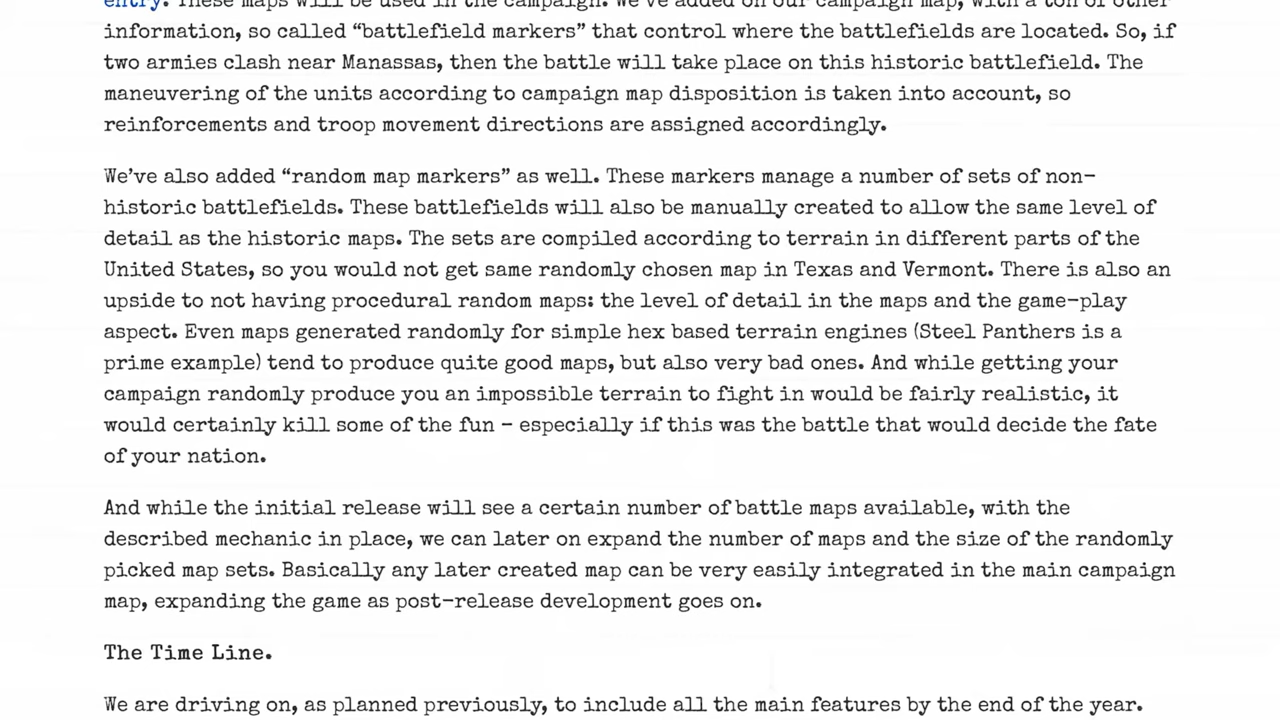 entry. These maps will be used in the campaign. We've added on our campaign map, with a ton of other
information, so called “battlefield markers” that control where the battlefields are located. So, if
two armies clash near Manassas, then the battle will take place on this historic battlefield. The
maneuvering of the units according to campaign map disposition is taken into account, so
reinforcements and troop movement directions are assigned accordingly.
We’ve also added “random map markers” as well. These markers manage a number of sets of non-
historic battlefields. These battlefields will also be manually created to allow the same level of
detail as the historic maps. The sets are compiled according to terrain in different parts of the
United States, so you would not get same randomly chosen map in Texas and Vermont. There is also an
upside to not having procedural random maps: the level of detail in the maps and the game-play
aspect. Even maps generated randomly for simple hex based terrain engines (Steel Panthers is a
prime example) tend to produce quite good maps, but also very bad ones. And while getting your
campaign randomly produce you an impossible terrain to fight in would be fairly realistic, it
would certainly kill some of the fun – especially if this was the battle that would decide the fate
of your nation.
And while the initial release will see a certain number of battle maps available, with the
described mechanic in place, we can later on expand the number of maps and the size of the randomly
picked map sets. Basically any later created map can be very easily integrated in the main campaign
map, expanding the game as post-release development goes on.
The Time Line.
We are driving on, as planned previously, to include all the main features by the end of the year.